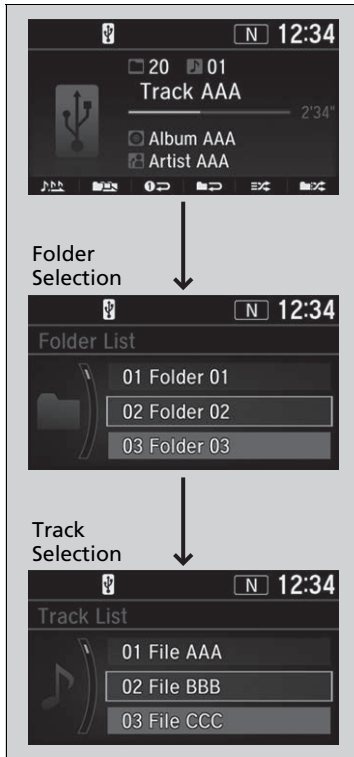 N 12:34
20 01
Track AAA
2'34"
Album AAA
Artist AAA
Folder
Selection
N 12:34
Folder List
01 Folder 01
02 Folder 02
03 Folder 03
Track
Selection
N 12:34
Track List
01 File AAA
02 File BBB
03 File CCC